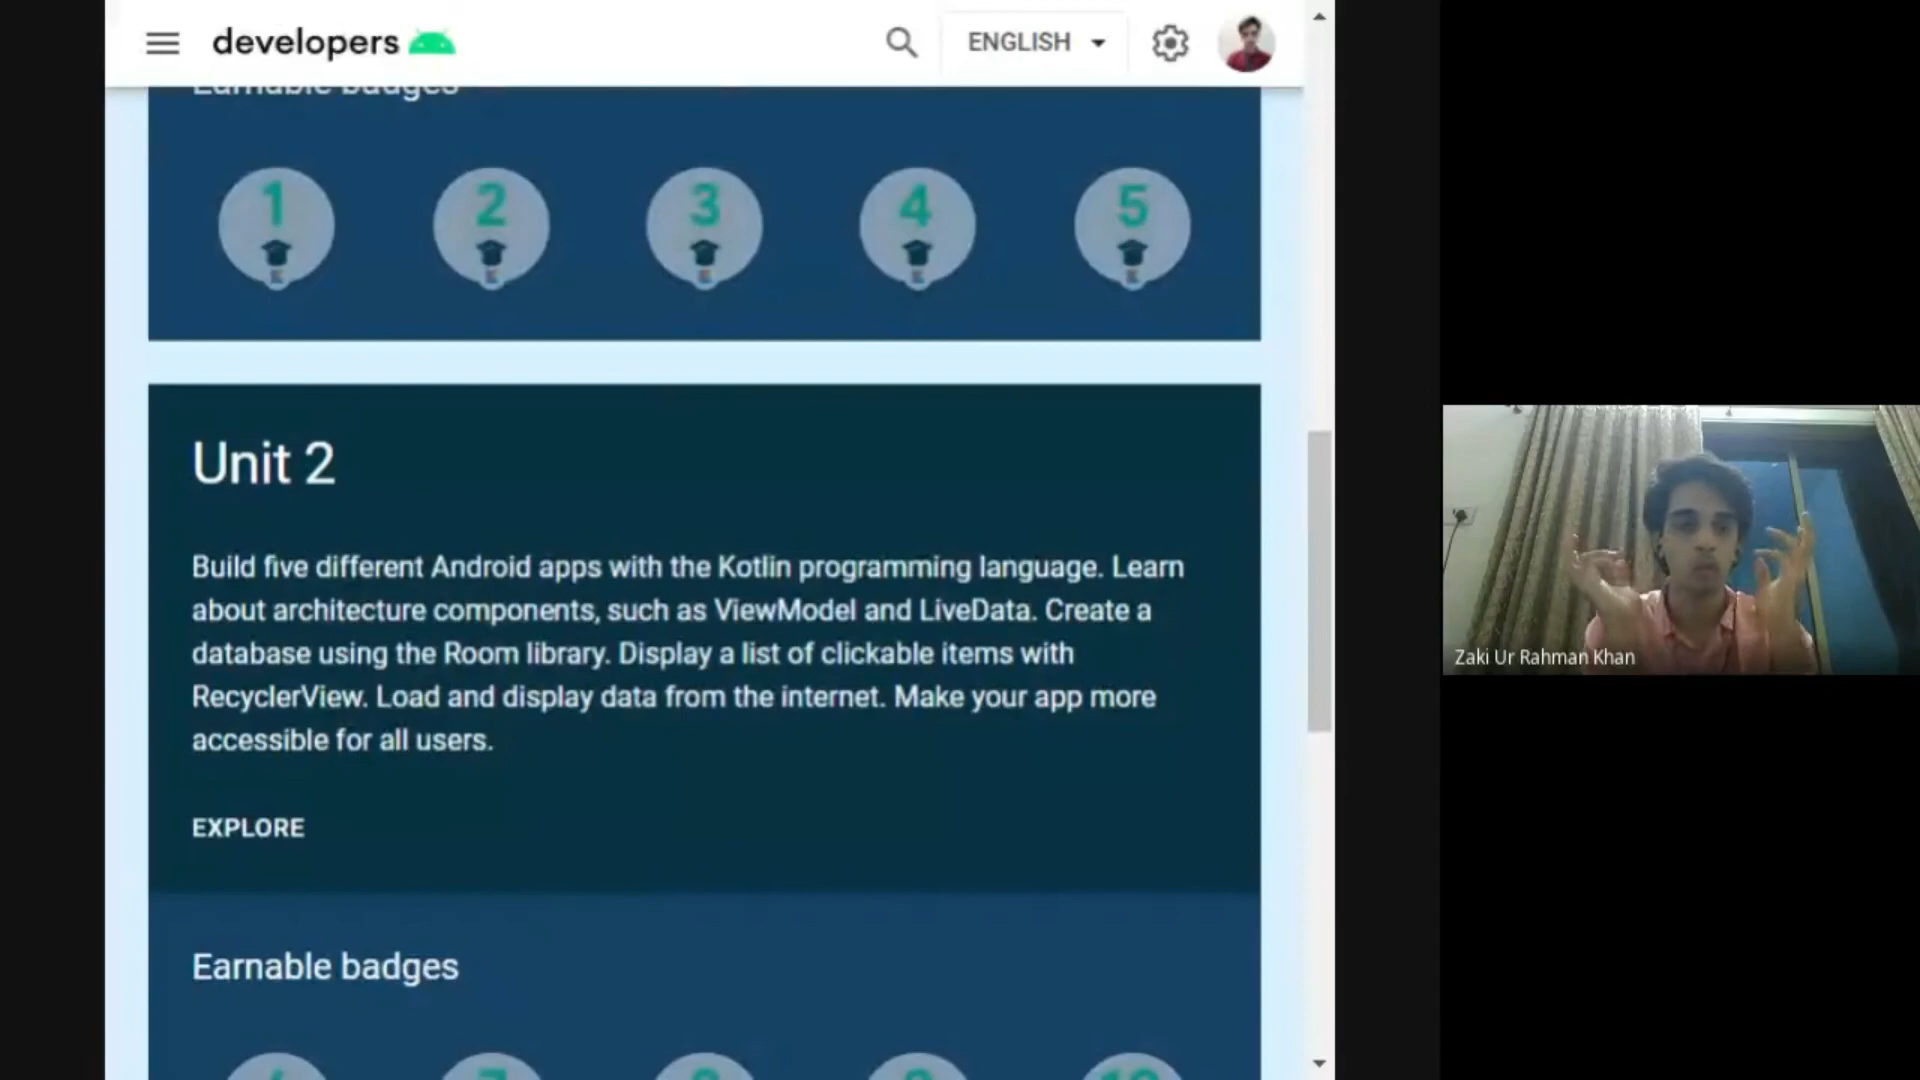 developers
ENGLISH
Earnable badges
1 2 3 4 5
Unit 2
Build five different Android apps with the Kotlin programming language. Learn
about architecture components, such as ViewModel and LiveData. Create a
database using the Room library. Display a list of clickable items with
RecyclerView. Load and display data from the internet. Make your app more
accessible for all users.
EXPLORE
Earnable badges
Zaki Ur Rahman Khan